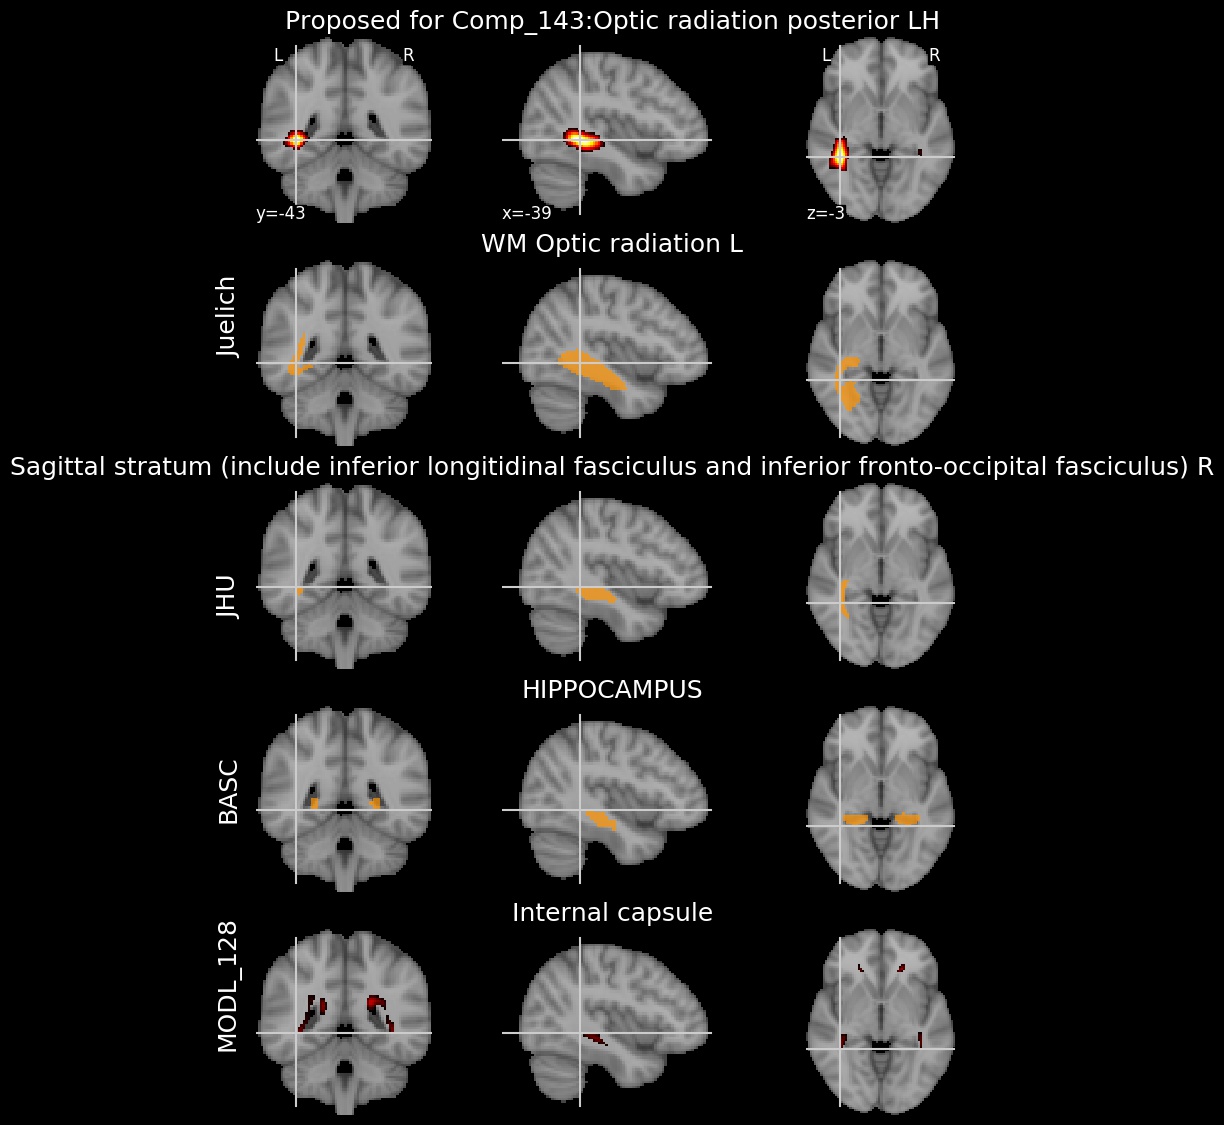 Proposed for Comp_143:Optic radiation posterior LH
L R L R
y=-43 x=-39 z=-3
WM Optic radiation L
Juelich
Sagittal stratum (include inferior longitidinal fasciculus and inferior fronto-occipital fasciculus) R
JHU
HIPPOCAMPUS
BASC
Internal capsule
MODL_128